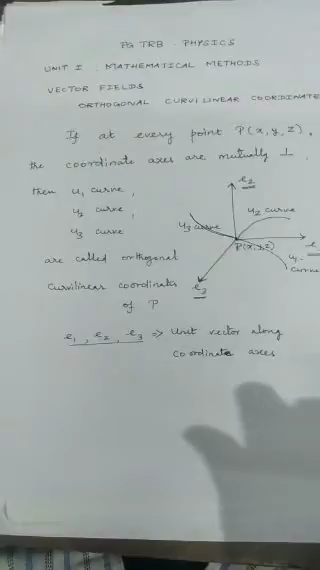 PG TRB . PHYSICS
UNIT I : MATHEMATICAL METHODS
VECTOR FIELDS
ORTHOGONAL CURVILINEAR COORDINATE
If at every point P(x, y, z),
the coordinate axes are mutually ⊥,
then u₁ curve,
u₂ curve,
u₃ curve
are called orthogonal
curvilinear coordinates
of P
e₂
u₂ curve
u₃ curve
P(x,y,z)
e
u₁
curve
e₃
e₁, e₂, e₃ ⇒ Unit vector along
coordinate axes